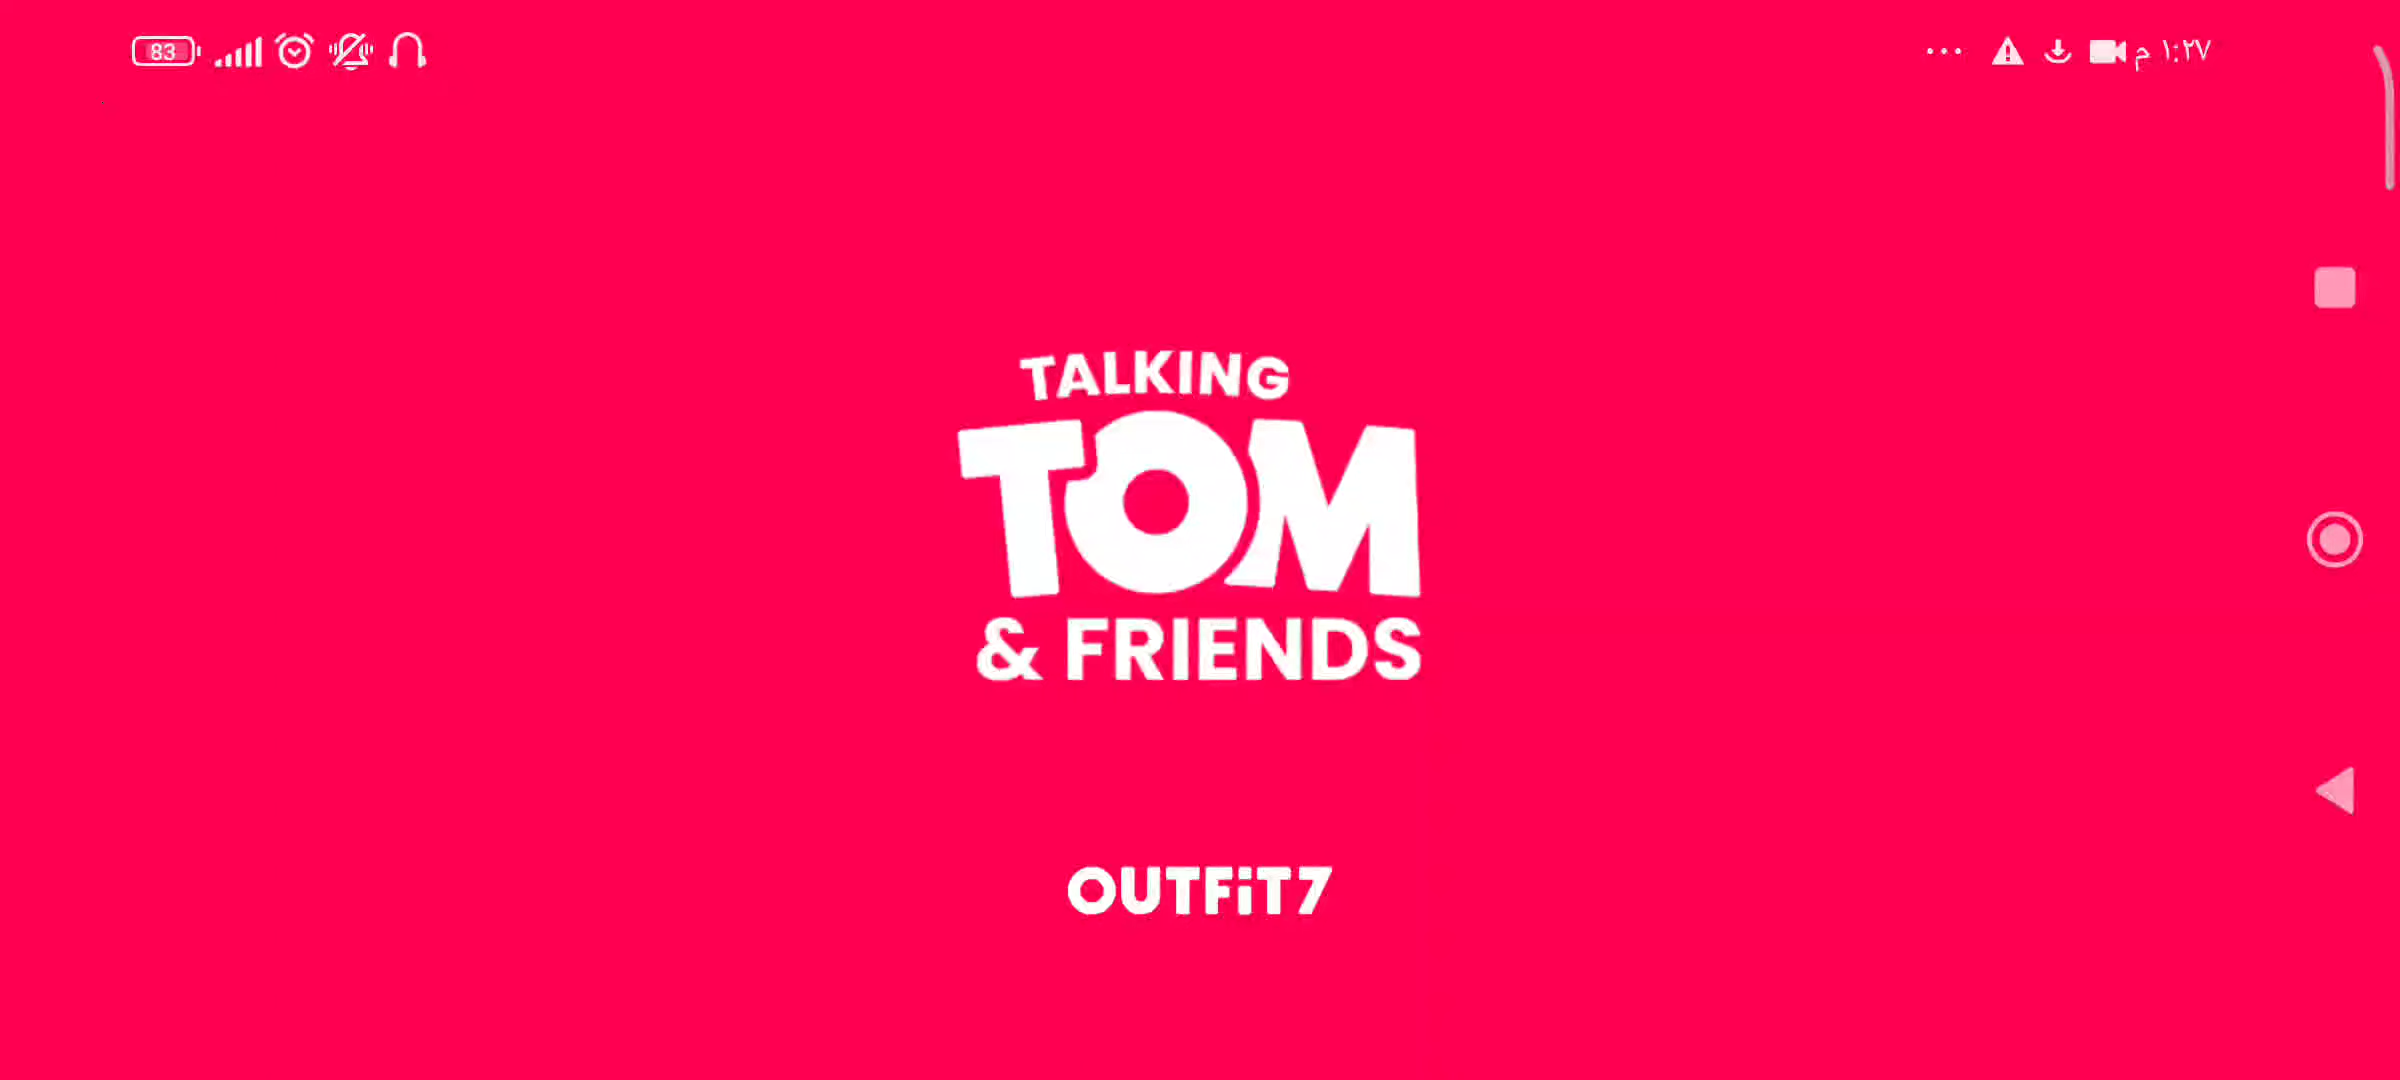 83
م ١:٢٧
TALKING
TOM
& FRIENDS
OUTFiT7